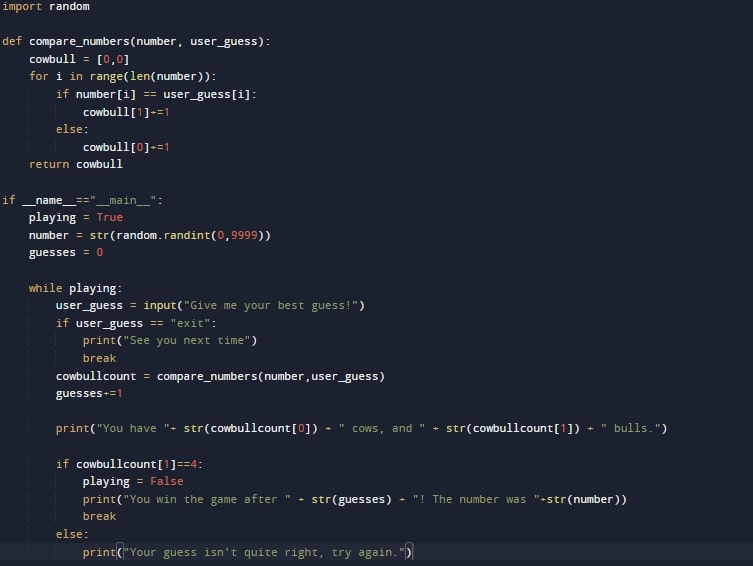 import random

def compare_numbers(number, user_guess):
    cowbull = [0,0]
    for i in range(len(number)):
        if number[i] == user_guess[i]:
            cowbull[1]+=1
        else:
            cowbull[0]+=1
    return cowbull

if __name__=="__main__":
    playing = True
    number = str(random.randint(0,9999))
    guesses = 0

    while playing:
        user_guess = input("Give me your best guess!")
        if user_guess == "exit":
            print("See you next time")
            break
        cowbullcount = compare_numbers(number,user_guess)
        guesses+=1

        print("You have "+ str(cowbullcount[0]) + " cows, and " + str(cowbullcount[1]) + " bulls.")

        if cowbullcount[1]==4:
            playing = False
            print("You win the game after " + str(guesses) + "! The number was "+str(number))
            break
        else:
            print("Your guess isn't quite right, try again.")